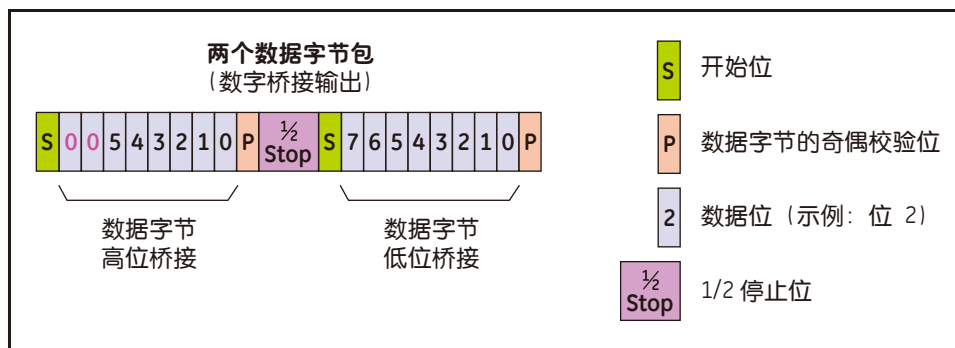 两个数据字节包
（数字桥接输出）
S 0 0 5 4 3 2 1 0 P ½ Stop S 7 6 5 4 3 2 1 0 P
数据字节
高位桥接
数据字节
低位桥接
S 开始位
P 数据字节的奇偶校验位
2 数据位（示例：位 2）
½ Stop 1/2 停止位